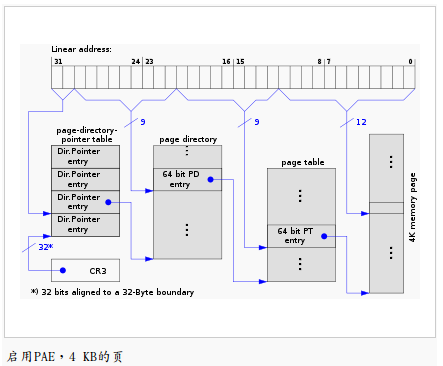 Linear address:
31 24 23 16 15 8 7 0
9 9 12
page-directory-
pointer table
page directory
page table
Dir.Pointer
entry
Dir.Pointer
entry
Dir.Pointer
entry
Dir.Pointer
entry
64 bit PD
entry
64 bit PT
entry
4K memory page
32*
CR3
*) 32 bits aligned to a 32-Byte boundary
启用PAE，4 KB的页